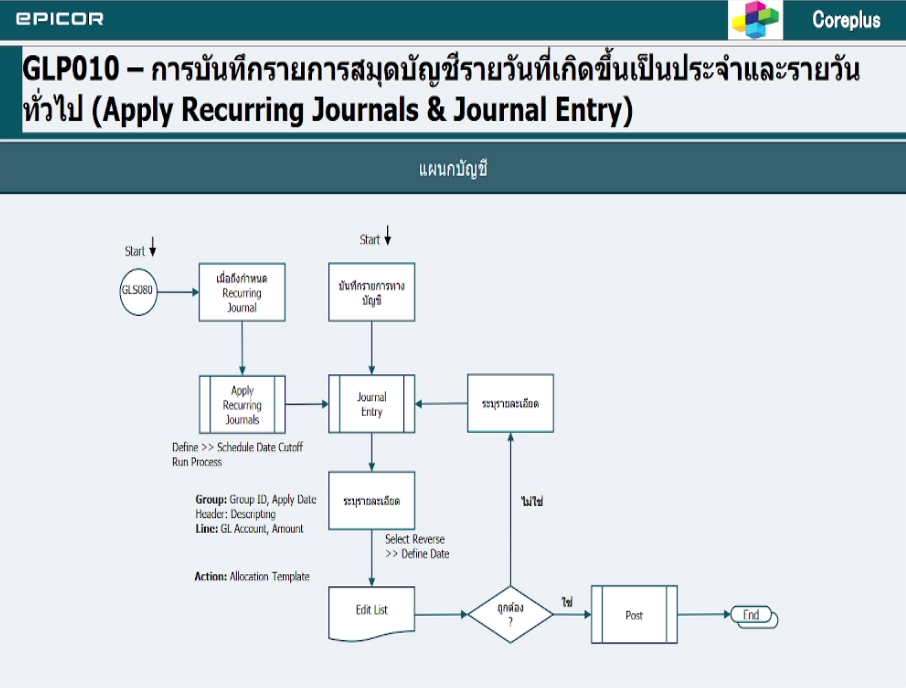 EPICOR
Coreplus
GLP010 – การบันทึกรายการสมุดบัญชีรายวันที่เกิดขึ้นเป็นประจำและรายวัน
ทั่วไป (Apply Recurring Journals & Journal Entry)
แผนกบัญชี
Start
Start
GLS080
เมื่อถึงกำหนด
Recurring
Journal
บันทึกรายการทาง
บัญชี
Apply
Recurring
Journals
Journal
Entry
ระบุรายละเอียด
Define >> Schedule Date Cutoff
Run Process
Group: Group ID, Apply Date
Header: Descripting
Line: GL Account, Amount
ระบุรายละเอียด
ไม่ใช่
Select Reverse
>> Define Date
Action: Allocation Template
Edit List
ถูกต้อง
?
ใช่
Post
End